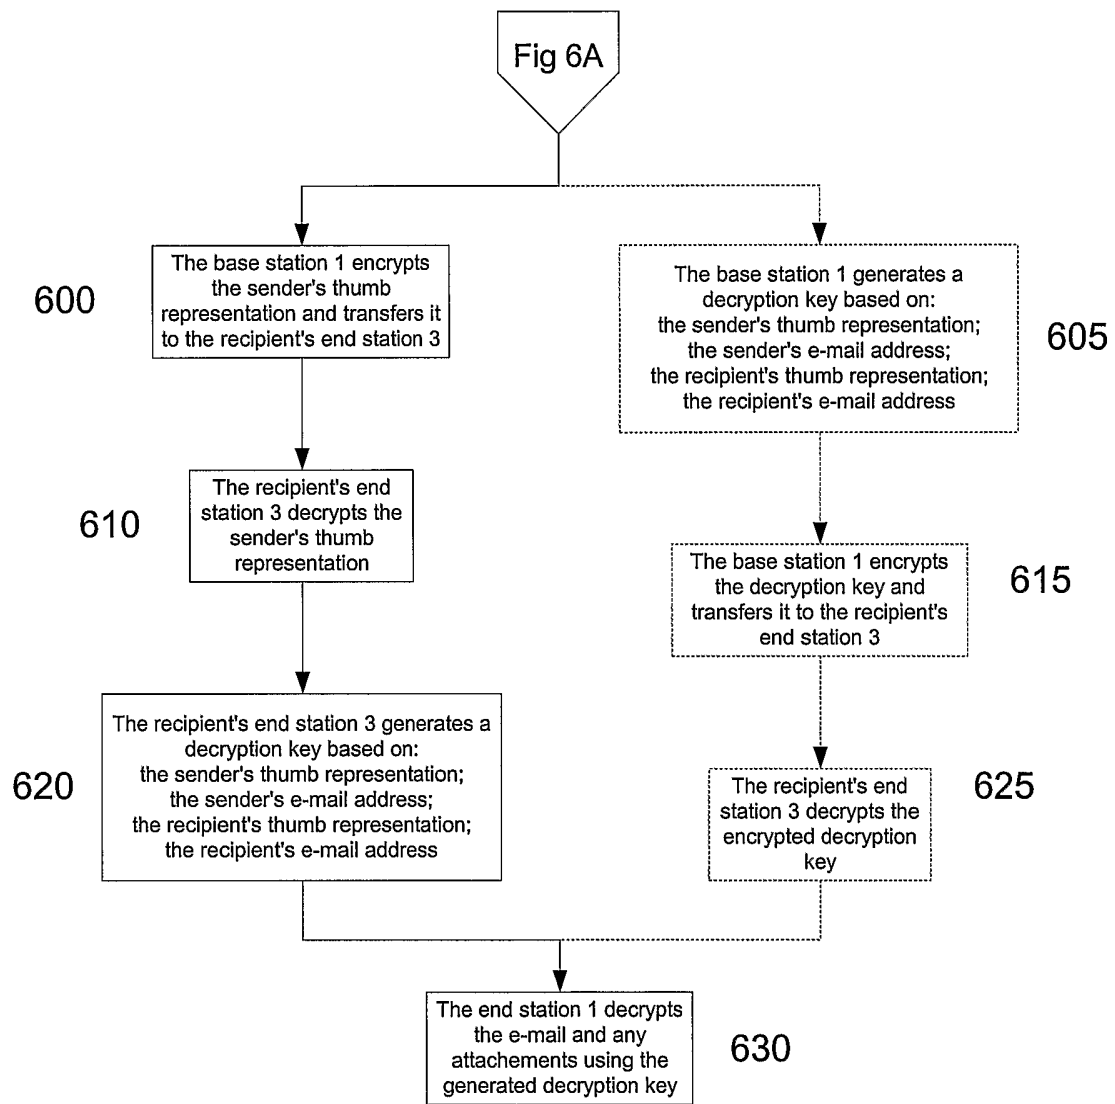 Fig 6A
600
The base station 1 encrypts
the sender's thumb
representation and transfers it
to the recipient's end station 3
The base station 1 generates a
decryption key based on:
the sender's thumb representation;
the sender's e-mail address;
the recipient's thumb representation;
the recipient's e-mail address
605
610
The recipient's end
station 3 decrypts the
sender's thumb
representation
The base station 1 encrypts
the decryption key and
transfers it to the recipient's
end station 3
615
620
The recipient's end station 3 generates a
decryption key based on:
the sender's thumb representation;
the sender's e-mail address;
the recipient's thumb representation;
the recipient's e-mail address
The recipient's end
station 3 decrypts the
encrypted decryption
key
625
The end station 1 decrypts
the e-mail and any
attachements using the
generated decryption key
630